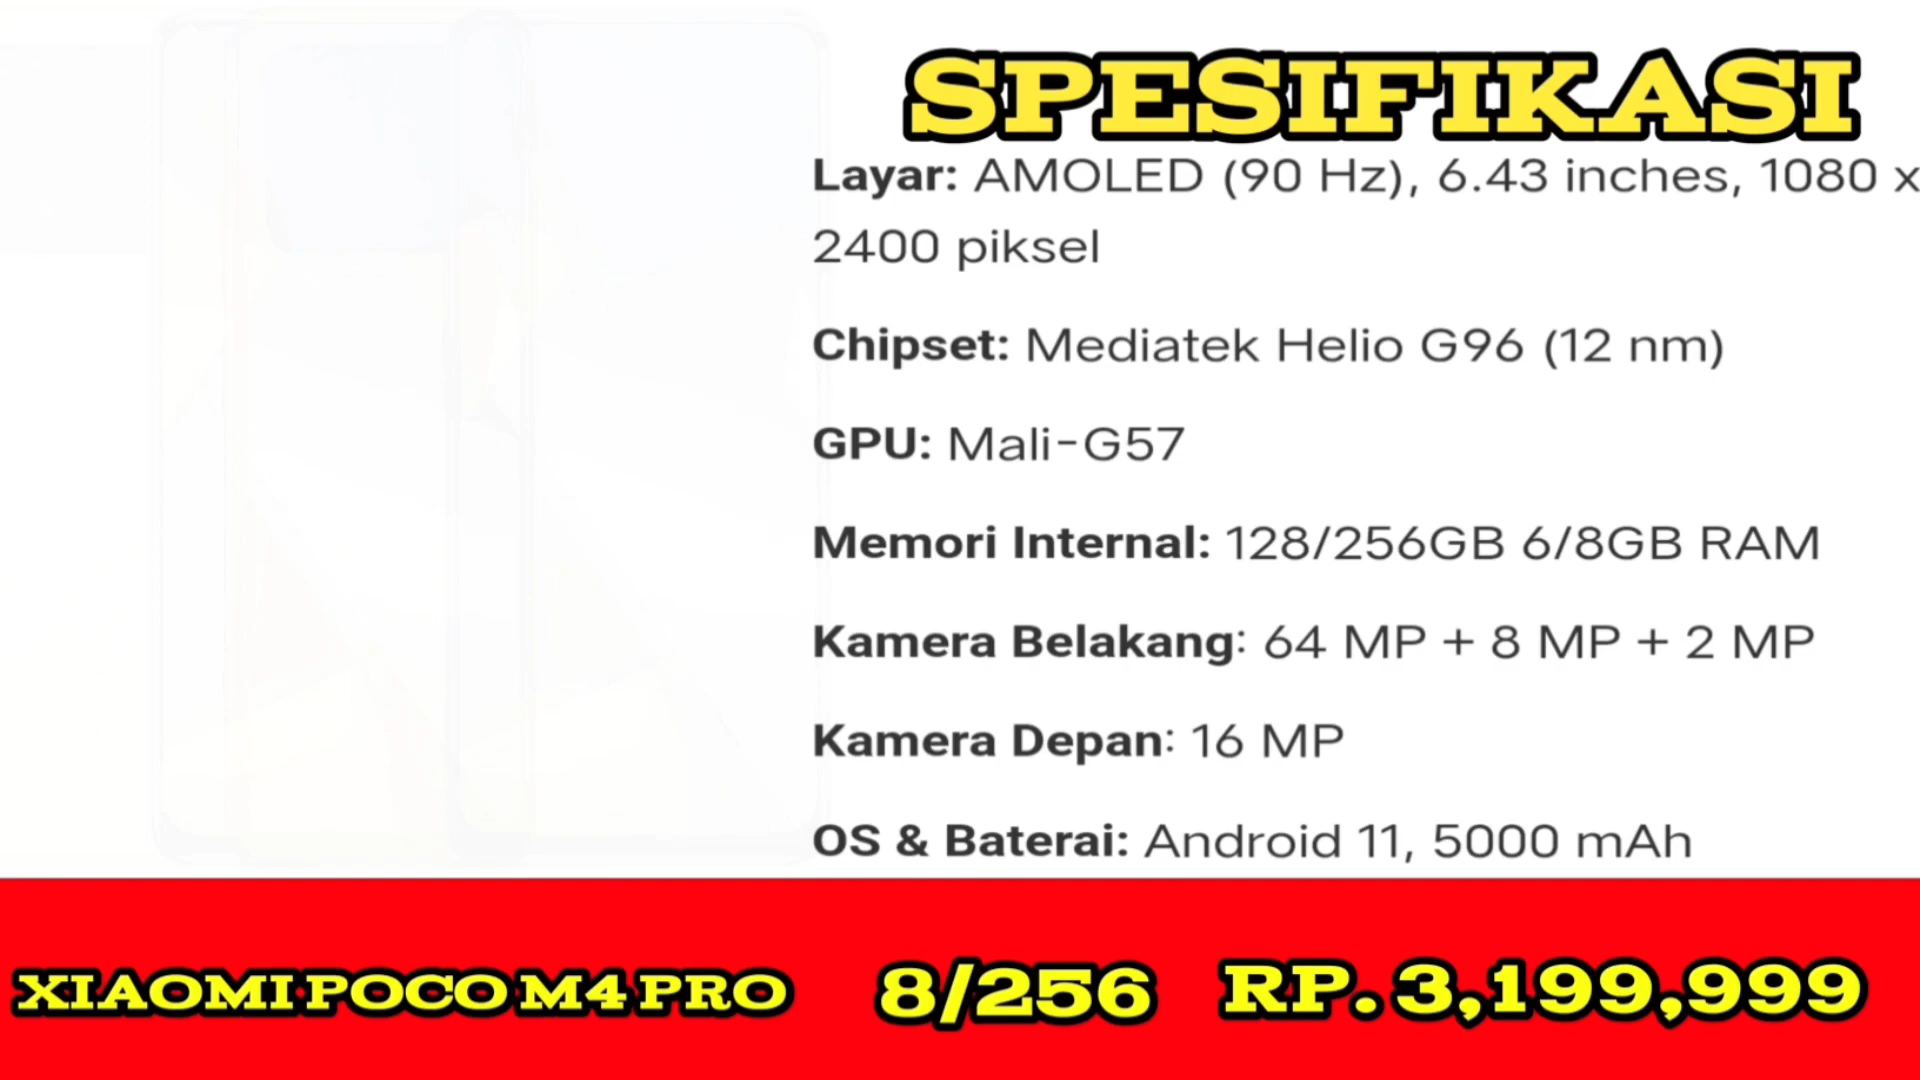 SPESIFIKASI
Layar: AMOLED (90 Hz), 6.43 inches, 1080 x
2400 piksel
Chipset: Mediatek Helio G96 (12 nm)
GPU: Mali-G57
Memori Internal: 128/256GB 6/8GB RAM
Kamera Belakang: 64 MP + 8 MP + 2 MP
Kamera Depan: 16 MP
OS & Baterai: Android 11, 5000 mAh
XIAOMI POCO M4 PRO 8/256 RP. 3,199,999